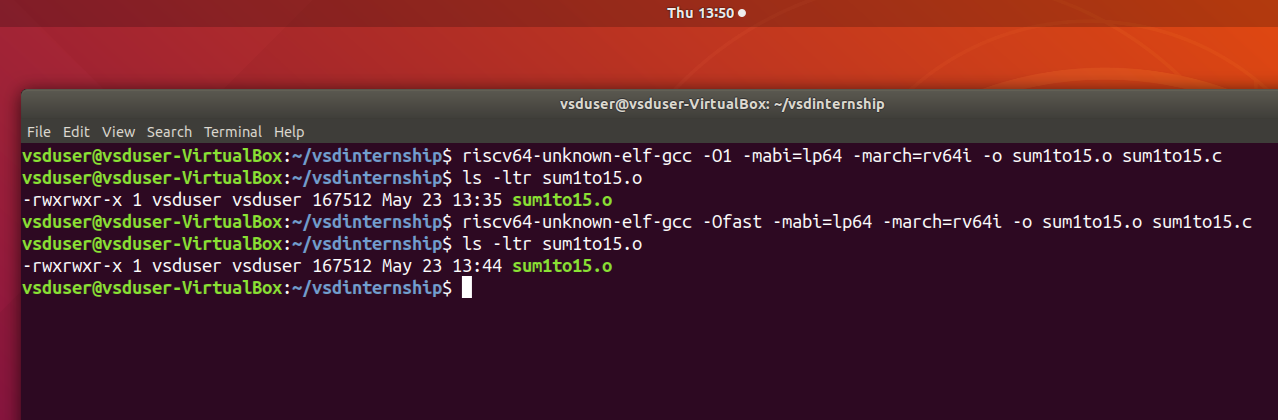 Thu 13:50
vsduser@vsduser-VirtualBox: ~/vsdinternship
File Edit View Search Terminal Help
vsduser@vsduser-VirtualBox:~/vsdinternship$ riscv64-unknown-elf-gcc -O1 -mabi=lp64 -march=rv64i -o sum1to15.o sum1to15.c
vsduser@vsduser-VirtualBox:~/vsdinternship$ ls -ltr sum1to15.o
-rwxrwxr-x 1 vsduser vsduser 167512 May 23 13:35 sum1to15.o
vsduser@vsduser-VirtualBox:~/vsdinternship$ riscv64-unknown-elf-gcc -Ofast -mabi=lp64 -march=rv64i -o sum1to15.o sum1to15.c
vsduser@vsduser-VirtualBox:~/vsdinternship$ ls -ltr sum1to15.o
-rwxrwxr-x 1 vsduser vsduser 167512 May 23 13:44 sum1to15.o
vsduser@vsduser-VirtualBox:~/vsdinternship$